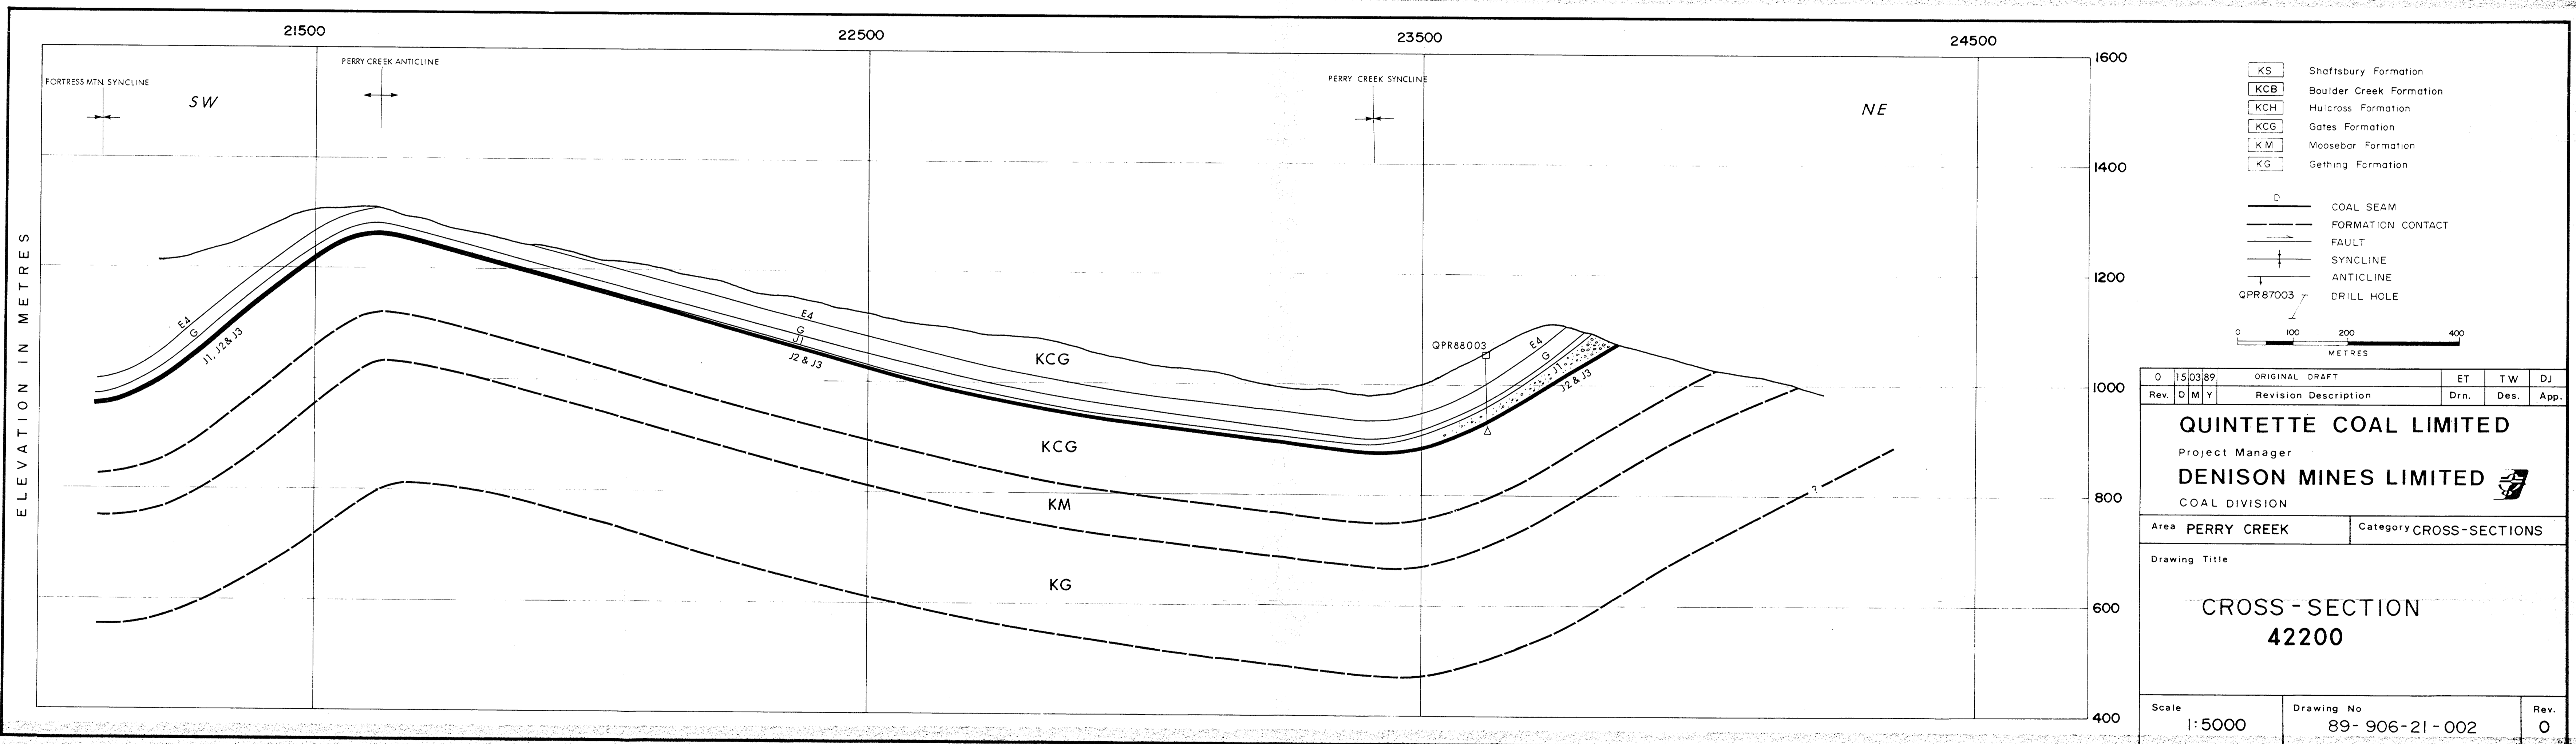 21500
22500
23500
24500
FORTRESS MTN. SYNCLINE
PERRY CREEK ANTICLINE
PERRY CREEK SYNCLINE
SW
NE
ELEVATION IN METRES
1600
1400
1200
1000
800
600
400
E4
G
J1, J2 & J3
E4
G
J1
J2 & J3
KCG
KCG
KM
KG
QPR88003
E4
G
J1
J2 & J3
?
KS Shaftsbury Formation
KCB Boulder Creek Formation
KCH Hulcross Formation
KCG Gates Formation
KM Moosebar Formation
KG Gething Formation
D
COAL SEAM
FORMATION CONTACT
FAULT
SYNCLINE
ANTICLINE
QPR87003 DRILL HOLE
0 100 200 400
METRES
0 15 03 89 ORIGINAL DRAFT ET TW DJ
Rev. D M Y Revision Description Drn. Des. App.
QUINTETTE COAL LIMITED
Project Manager
DENISON MINES LIMITED
COAL DIVISION
Area PERRY CREEK Category CROSS-SECTIONS
Drawing Title
CROSS-SECTION
42200
Scale Drawing No Rev.
1:5000 89-906-21-002 0